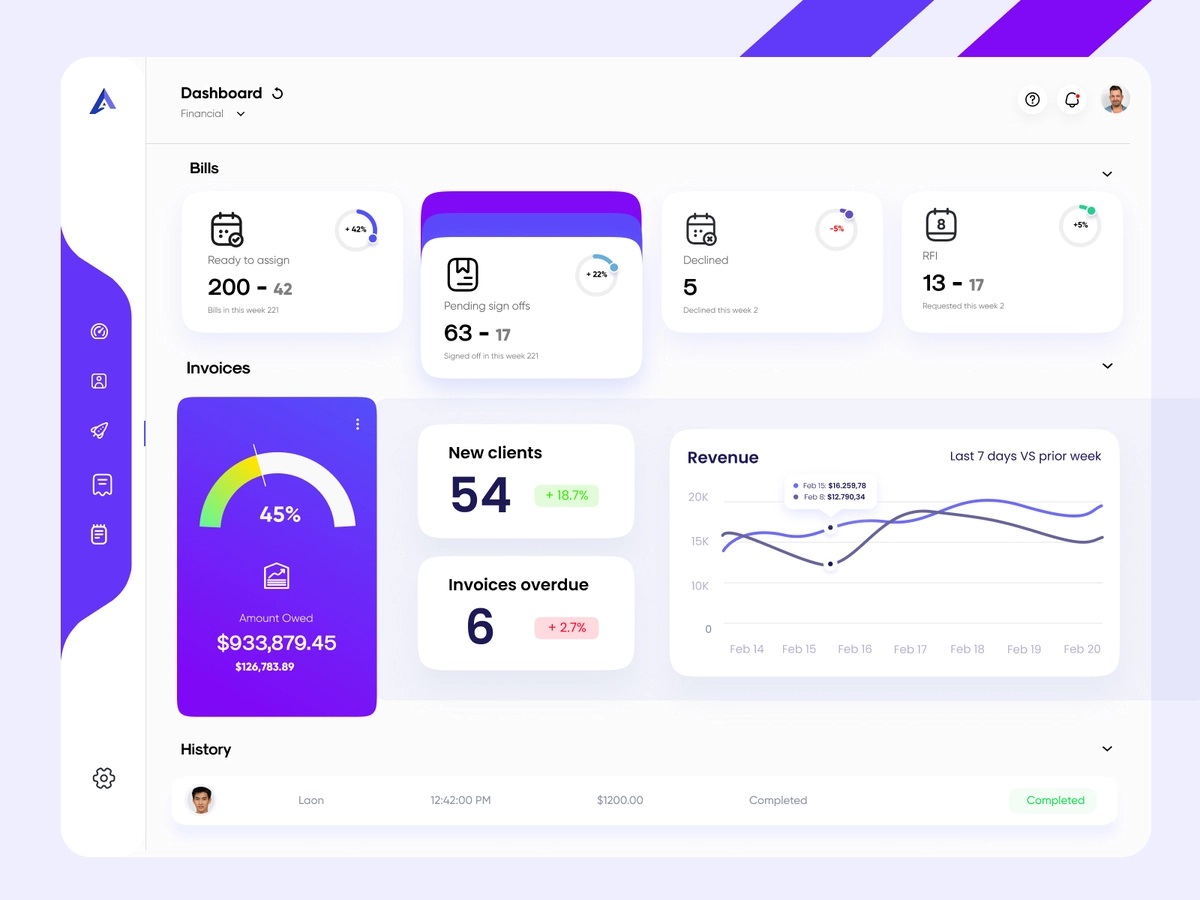 Dashboard
Financial
Bills
Ready to assign
+ 42%
200 - 42
Bills in this week 221
Pending sign offs
+ 22%
63 - 17
Signed off in this week 221
Declined
-5%
5
Declined this week 2
8
RFI
+5%
13 - 17
Requested this week 2
Invoices
45%
Amount Owed
$933,879.45
$126,783.89
New clients
54
+ 18.7%
Invoices overdue
6
+ 2.7%
Revenue
Last 7 days VS prior week
Feb 15: $16.259,78
Feb 8: $12.790,34
20K
15K
10K
0
Feb 14 Feb 15 Feb 16 Feb 17 Feb 18 Feb 19 Feb 20
History
Laon 12:42:00 PM $1200.00 Completed Completed